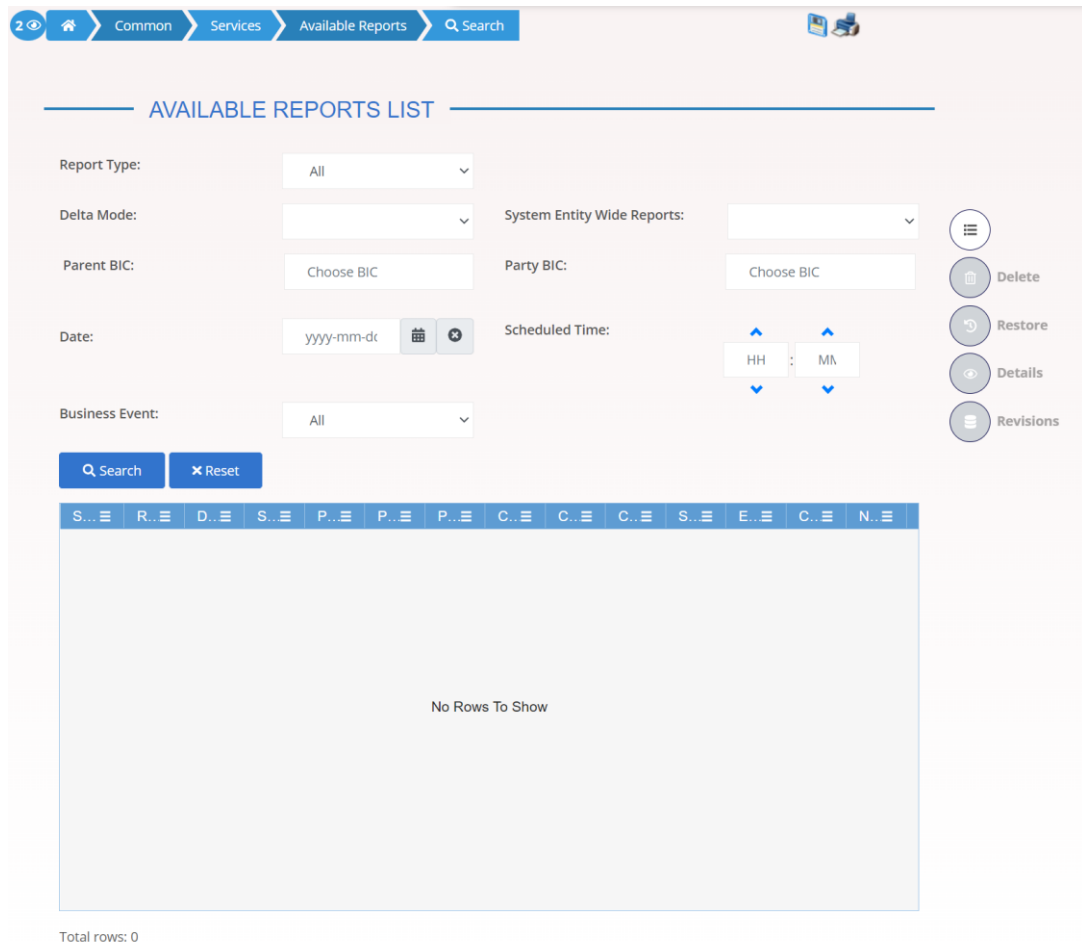 2 Common Services Available Reports Search
AVAILABLE REPORTS LIST
Report Type: All
Delta Mode: System Entity Wide Reports:
Parent BIC: Choose BIC Party BIC: Choose BIC
Delete
Date: yyyy-mm-dd Scheduled Time: HH : MM
Restore
Details
Business Event: All
Revisions
Search Reset
S... R... D... S... P... P... P... C... C... C... S... E... C... N...
No Rows To Show
Total rows: 0